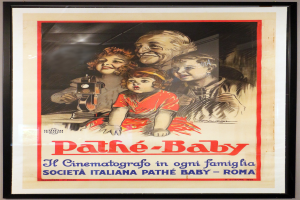 Pathé-Baby
Il Cinematografo in ogni famiglia
SOCIETÀ ITALIANA PATHÉ BABY – ROMA